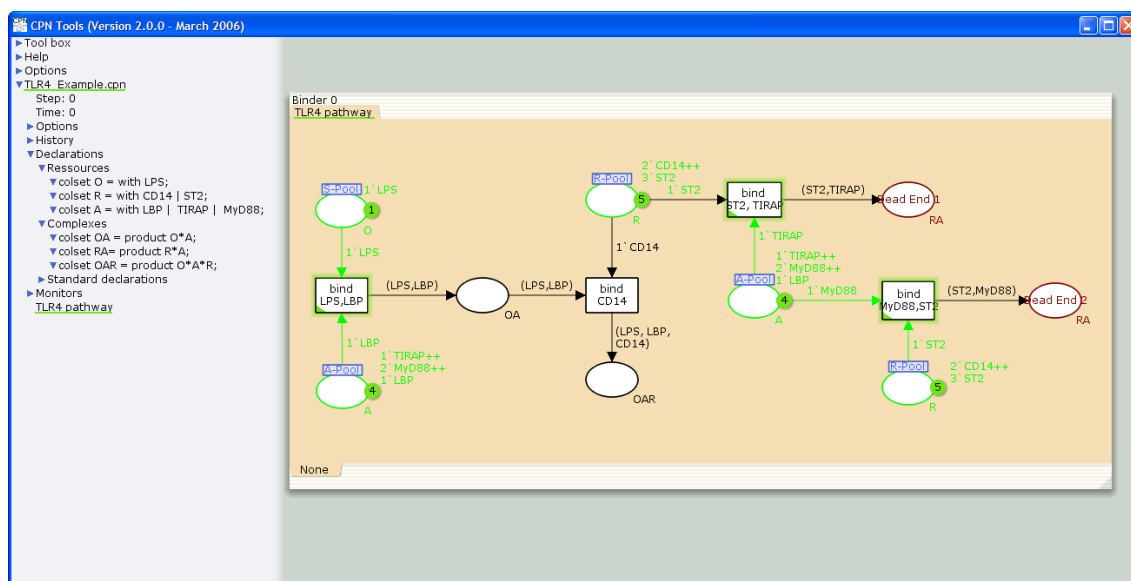 CPN Tools (Version 2.0.0 - March 2006)
Tool box
Help
Options
TLR4_Example.cpn
Step: 0
Time: 0
Options
History
Declarations
Ressources
colset O = with LPS;
colset R = with CD14 | ST2;
colset A = with LBP | TIRAP | MyD88;
Complexes
colset OA = product O*A;
colset RA= product R*A;
colset OAR = product O*A*R;
Standard declarations
Monitors
TLR4 pathway
Binder 0
TLR4 pathway
S-Pool
1`LPS
1
O
1`LPS
bind
LPS,LBP
(LPS,LBP)
OA
(LPS,LBP)
1`LBP
A-Pool
1`TIRAP++
2`MyD88++
1`LBP
4
A
R-Pool
2`CD14++
3`ST2
1`ST2
5
R
1`CD14
bind
CD14
(LPS, LBP,
CD14)
OAR
bind
ST2, TIRAP
(ST2,TIRAP)
Dead End 1
RA
1`TIRAP
A-Pool
1`TIRAP++
2`MyD88++
1`LBP
1`MyD88
4
A
bind
MyD88,ST2
(ST2,MyD88)
Dead End 2
RA
1`ST2
R-Pool
2`CD14++
3`ST2
5
R
None